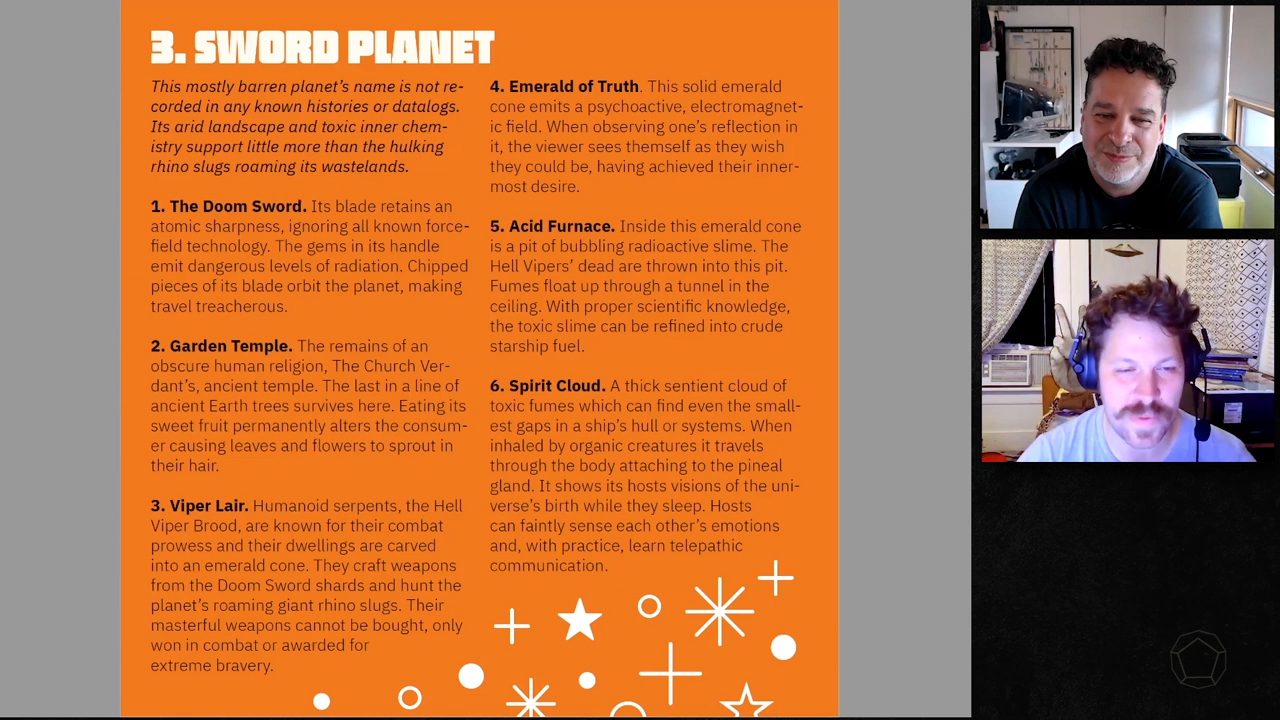 3. SWORD PLANET
This mostly barren planet's name is not re-
corded in any known histories or datalogs.
Its arid landscape and toxic inner chem-
istry support little more than the hulking
rhino slugs roaming its wastelands.
1. The Doom Sword. Its blade retains an
atomic sharpness, ignoring all known force-
field technology. The gems in its handle
emit dangerous levels of radiation. Chipped
pieces of its blade orbit the planet, making
travel treacherous.
2. Garden Temple. The remains of an
obscure human religion, The Church Ver-
dant's, ancient temple. The last in a line of
ancient Earth trees survives here. Eating its
sweet fruit permanently alters the consum-
er causing leaves and flowers to sprout in
their hair.
3. Viper Lair. Humanoid serpents, the Hell
Viper Brood, are known for their combat
prowess and their dwellings are carved
into an emerald cone. They craft weapons
from the Doom Sword shards and hunt the
planet's roaming giant rhino slugs. Their
masterful weapons cannot be bought, only
won in combat or awarded for
extreme bravery.
4. Emerald of Truth. This solid emerald
cone emits a psychoactive, electromagnet-
ic field. When observing one's reflection in
it, the viewer sees themself as they wish
they could be, having achieved their inner-
most desire.
5. Acid Furnace. Inside this emerald cone
is a pit of bubbling radioactive slime. The
Hell Vipers' dead are thrown into this pit.
Fumes float up through a tunnel in the
ceiling. With proper scientific knowledge,
the toxic slime can be refined into crude
starship fuel.
6. Spirit Cloud. A thick sentient cloud of
toxic fumes which can find even the small-
est gaps in a ship's hull or systems. When
inhaled by organic creatures it travels
through the body attaching to the pineal
gland. It shows its hosts visions of the uni-
verse's birth while they sleep. Hosts
can faintly sense each other's emotions
and, with practice, learn telepathic
communication.